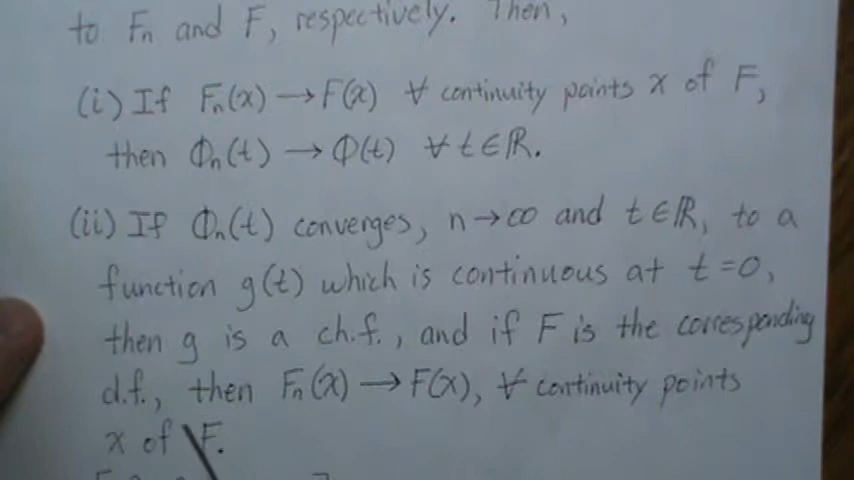 to Fn and F, respectively. Then,
(i) If Fn(x) → F(x) ∀ continuity points x of F,
then Φn(t) → Φ(t) ∀ t ∈ ℝ.
(ii) If Φn(t) converges, n → ∞ and t ∈ ℝ, to a
function g(t) which is continuous at t = 0,
then g is a ch.f., and if F is the corresponding
d.f., then Fn(x) → F(x), ∀ continuity points
x of F.